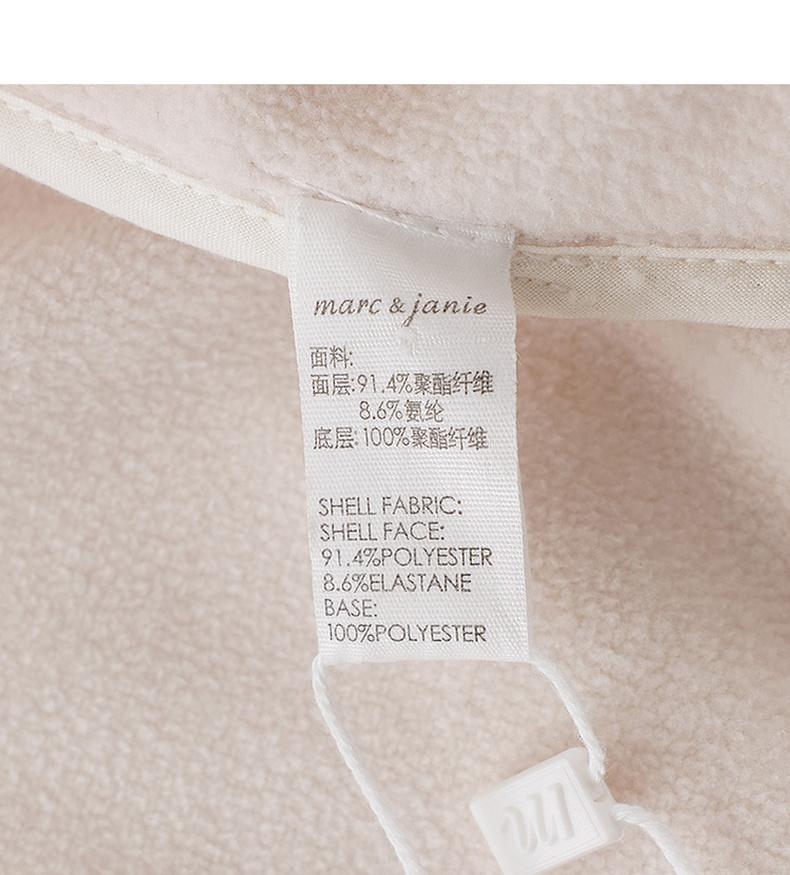 marc & janie
面料:
面层:91.4%聚酯纤维
8.6%氨纶
底层:100%聚酯纤维
SHELL FABRIC:
SHELL FACE:
91.4%POLYESTER
8.6%ELASTANE
BASE:
100%POLYESTER
m